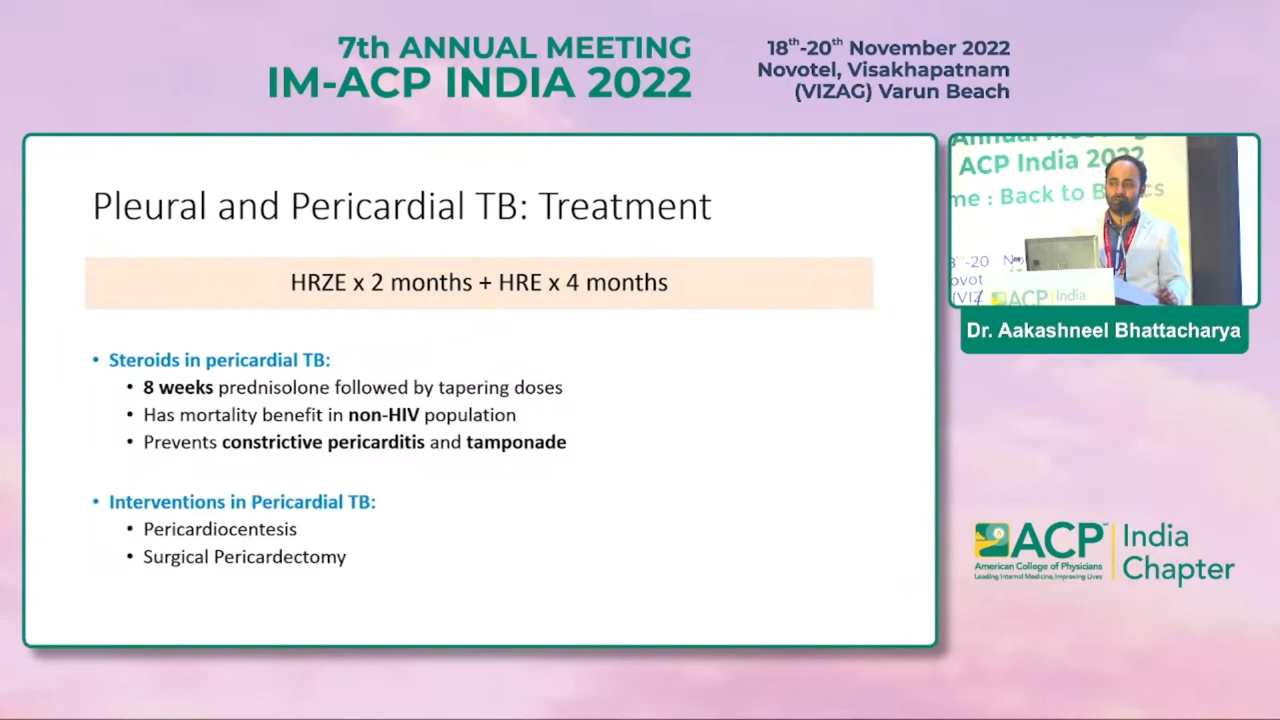 7th ANNUAL MEETING
IM-ACP INDIA 2022
18th-20th November 2022
Novotel, Visakhapatnam
(VIZAG) Varun Beach
Pleural and Pericardial TB: Treatment
HRZE x 2 months + HRE x 4 months
• Steroids in pericardial TB:
• 8 weeks prednisolone followed by tapering doses
• Has mortality benefit in non-HIV population
• Prevents constrictive pericarditis and tamponade
• Interventions in Pericardial TB:
• Pericardiocentesis
• Surgical Pericardectomy
Annual
ACP India 2022
: Back to
-20
(VIZ
ACP India
Dr. Aakashneel Bhattacharya
ACP
American College of Physicians
Leading Internal Medicine, Improving Lives
India
Chapter